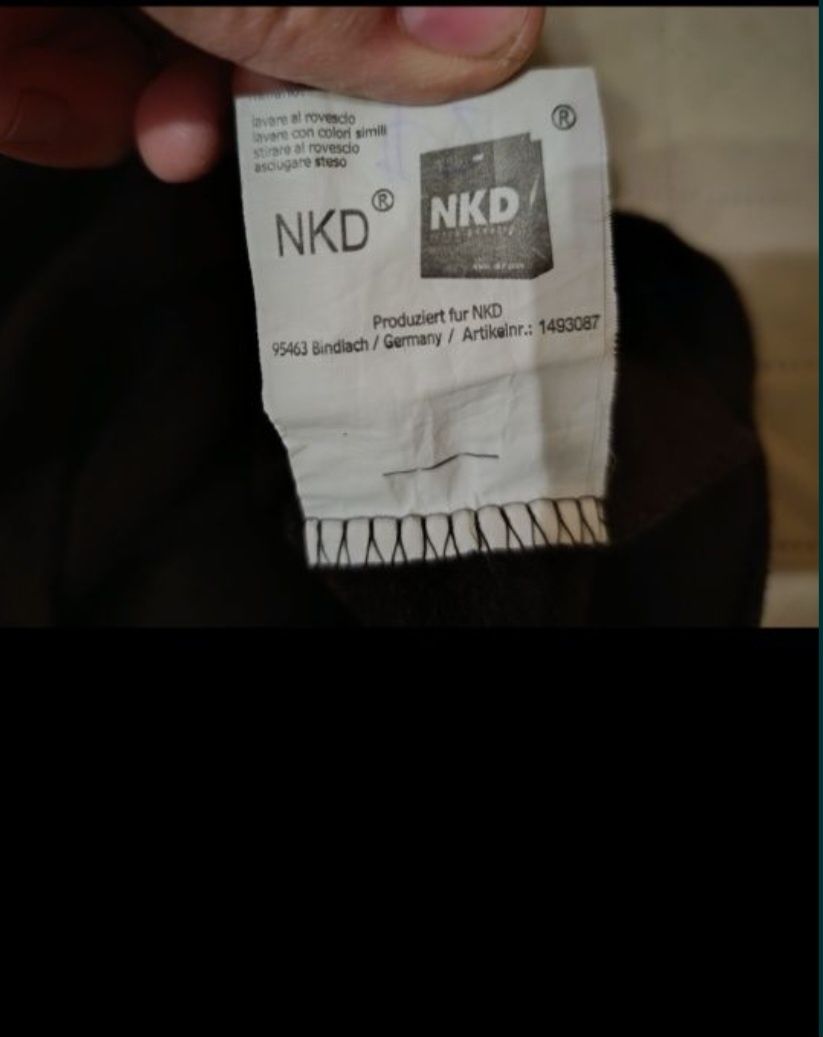 lavare al rovescio
lavare con colori simili
stirare al rovescio
asciugare steso
®
NKD®
NKD
Produziert fur NKD
95463 Bindlach / Germany / Artikelnr.: 1493087